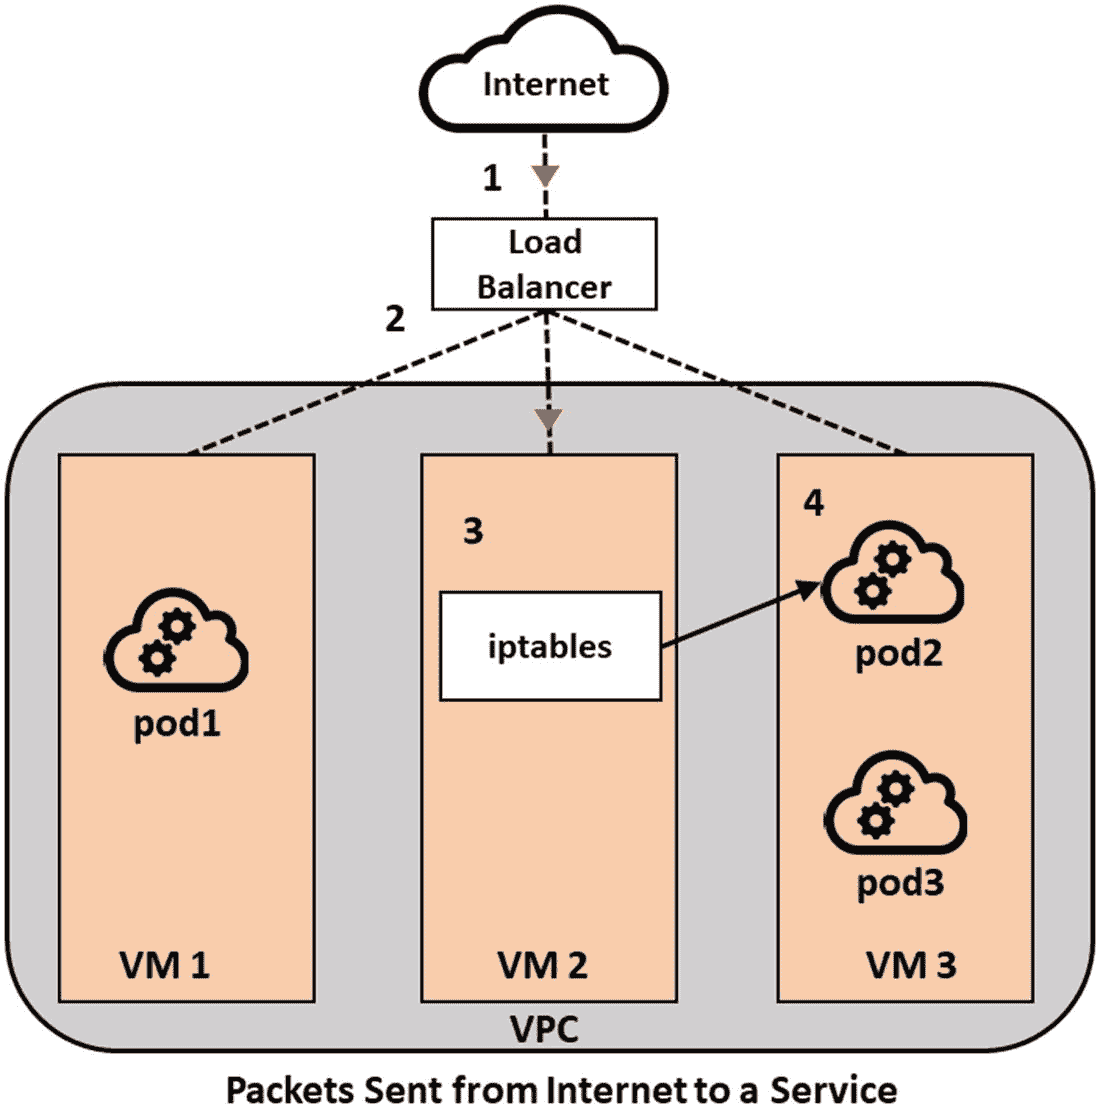 Internet
1
Load
Balancer
2
3
4
iptables
pod2
pod1
pod3
VM 1
VM 2
VM 3
VPC
Packets Sent from Internet to a Service